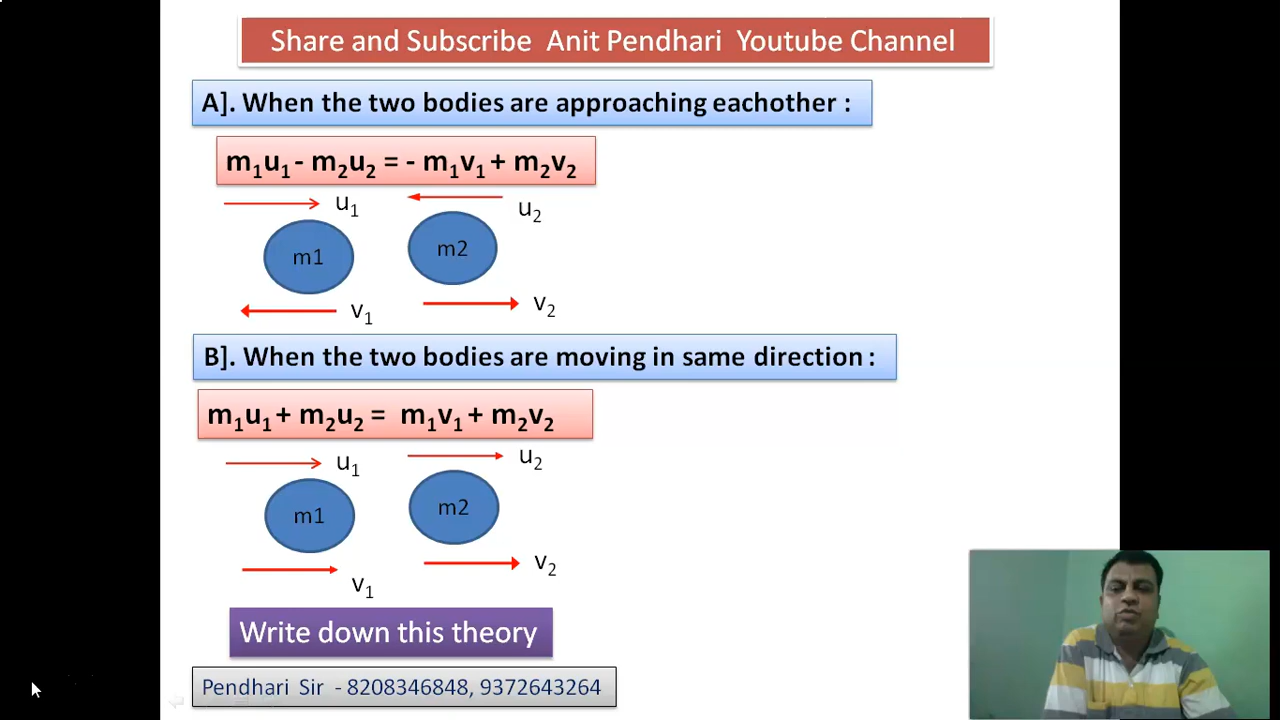 Share and Subscribe Anit Pendhari Youtube Channel
A]. When the two bodies are approaching eachother :
m₁u₁ - m₂u₂ = - m₁v₁ + m₂v₂
u₁
u₂
m1
m2
v₁
v₂
B]. When the two bodies are moving in same direction :
m₁u₁ + m₂u₂ = m₁v₁ + m₂v₂
u₁
u₂
m1
m2
v₁
v₂
Write down this theory
Pendhari Sir - 8208346848, 9372643264